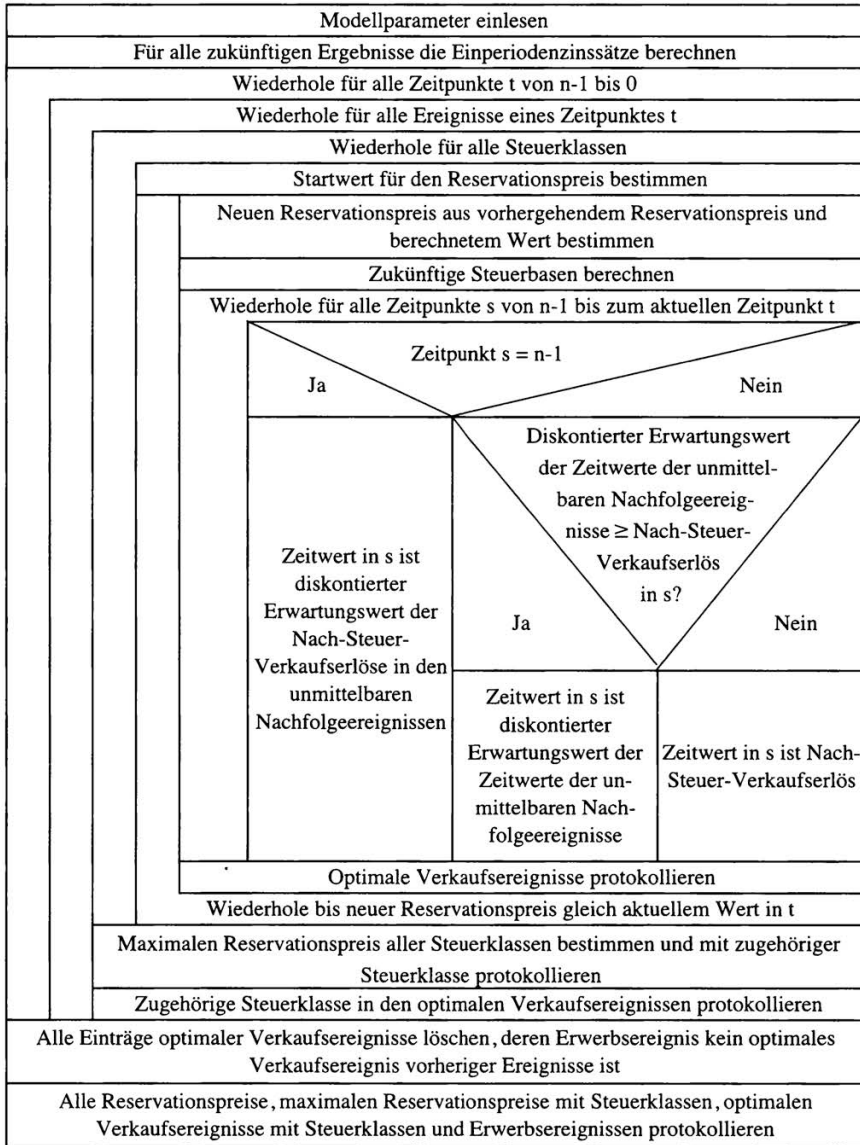 Modellparameter einlesen
Für alle zukünftigen Ergebnisse die Einperiodenzinssätze berechnen
Wiederhole für alle Zeitpunkte t von n-1 bis 0
Wiederhole für alle Ereignisse eines Zeitpunktes t
Wiederhole für alle Steuerklassen
Startwert für den Reservationspreis bestimmen
Neuen Reservationspreis aus vorhergehendem Reservationspreis und
berechnetem Wert bestimmen
Zukünftige Steuerbasen berechnen
Wiederhole für alle Zeitpunkte s von n-1 bis zum aktuellen Zeitpunkt t
Zeitpunkt s = n-1
Ja
Nein
Zeitwert in s ist
diskontierter
Erwartungswert der
Nach-Steuer-
Verkaufserlöse in den
unmittelbaren
Nachfolgeereignissen
Diskontierter Erwartungswert
der Zeitwerte der unmittel-
baren Nachfolgeereig-
nisse ≥ Nach-Steuer-
Verkaufserlös
in s?
Ja
Nein
Zeitwert in s ist
diskontierter
Erwartungswert der
Zeitwerte der un-
mittelbaren Nach-
folgeereignisse
Zeitwert in s ist Nach-
Steuer-Verkaufserlös
Optimale Verkaufsereignisse protokollieren
Wiederhole bis neuer Reservationspreis gleich aktuellem Wert in t
Maximalen Reservationspreis aller Steuerklassen bestimmen und mit zugehöriger
Steuerklasse protokollieren
Zugehörige Steuerklasse in den optimalen Verkaufsereignissen protokollieren
Alle Einträge optimaler Verkaufsereignisse löschen, deren Erwerbsereignis kein optimales
Verkaufsereignis vorheriger Ereignisse ist
Alle Reservationspreise, maximalen Reservationspreise mit Steuerklassen, optimalen
Verkaufsereignisse mit Steuerklassen und Erwerbsereignissen protokollieren